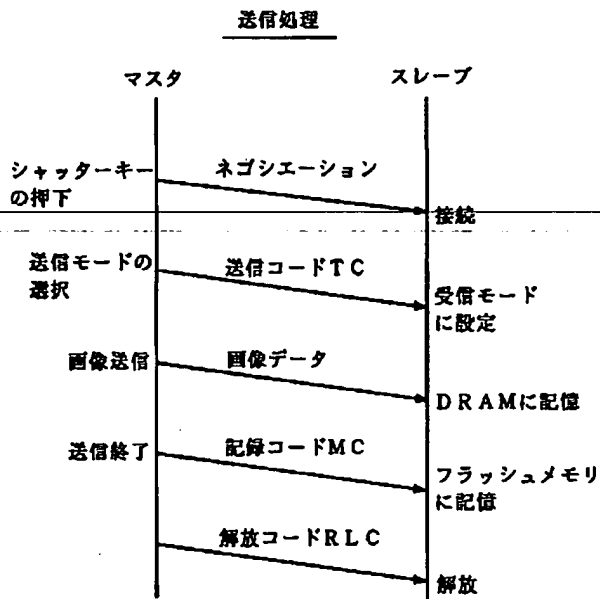 送信処理
マスタ
スレーブ
シャッターキー
の押下
ネゴシエーション
接続
送信モードの
選択
送信コードＴＣ
受信モード
に設定
画像送信
画像データ
ＤＲＡＭに記憶
送信終了
記録コードＭＣ
フラッシュメモリ
に記憶
解放コードＲＬＣ
解放